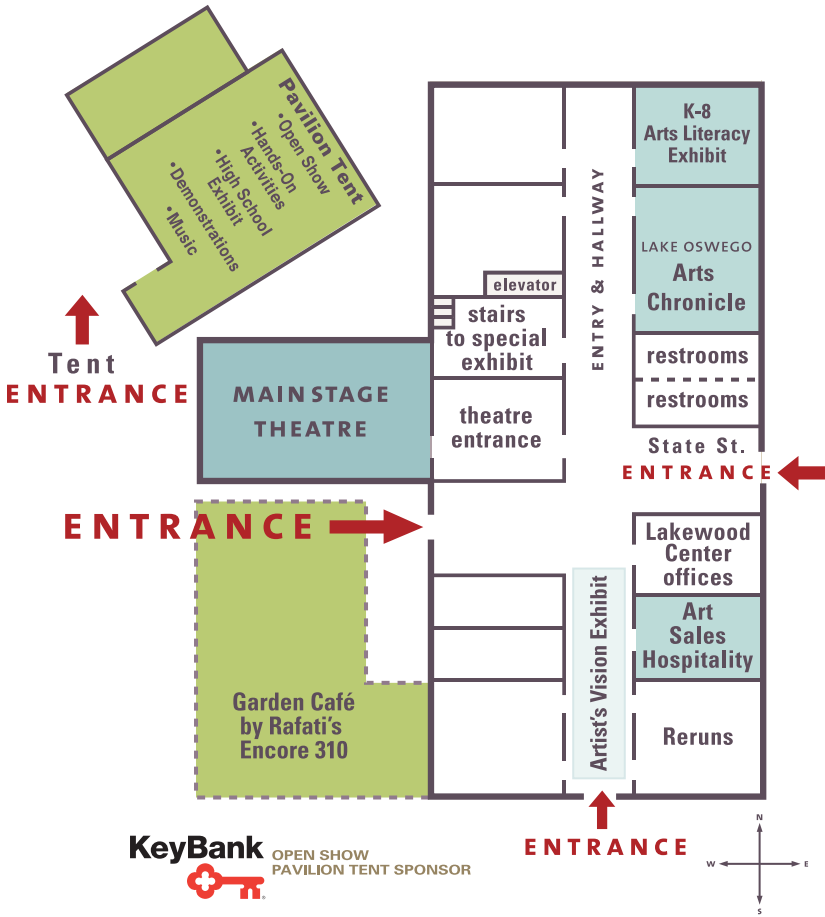 Pavilion Tent
•Open Show
•Hands-On
Activities
•High School
Exhibit
•Demonstrations
•Music
Tent
ENTRANCE
K-8
Arts Literacy
Exhibit
ENTRY & HALLWAY
LAKE OSWEGO
Arts
Chronicle
elevator
stairs
to special
exhibit
restrooms
restrooms
MAINSTAGE
THEATRE
theatre
entrance
State St.
ENTRANCE
ENTRANCE
Lakewood
Center
offices
Artist's Vision Exhibit
Art
Sales
Hospitality
Garden Café
by Rafati's
Encore 310
Reruns
ENTRANCE
KeyBank
OPEN SHOW
PAVILION TENT SPONSOR
N
W E
S